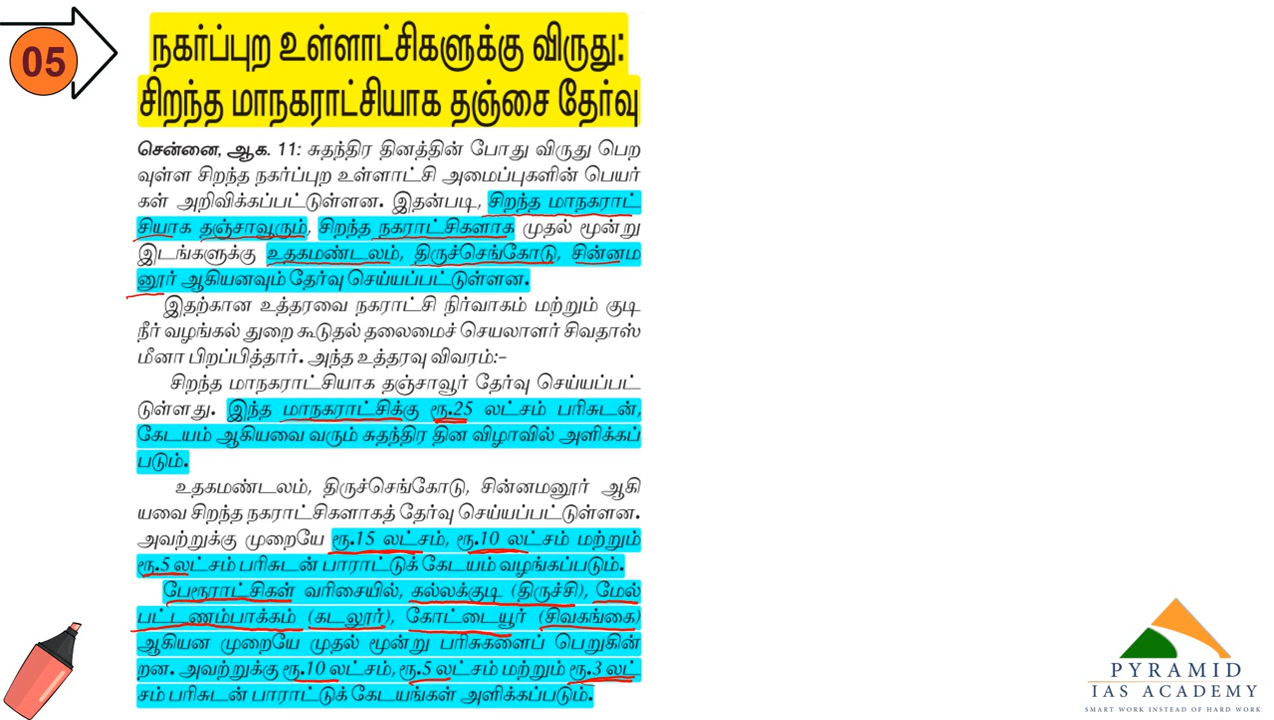 05
நகர்ப்புற உள்ளாட்சிகளுக்கு விருது:
சிறந்த மாநகராட்சியாக தஞ்சை தேர்வு
சென்னை, ஆக. 11: சுதந்திர தினத்தின் போது விருது பெற
வுள்ள சிறந்த நகர்ப்புற உள்ளாட்சி அமைப்புகளின் பெயர்
கள் அறிவிக்கப்பட்டுள்ளன. இதன்படி, சிறந்த மாநகராட்
சியாக தஞ்சாவூரும், சிறந்த நகராட்சிகளாக முதல் மூன்று
இடங்களுக்கு உதகமண்டலம், திருச்செங்கோடு, சின்னம
னூர் ஆகியனவும் தேர்வு செய்யப்பட்டுள்ளன.
இதற்கான உத்தரவை நகராட்சி நிர்வாகம் மற்றும் குடி
நீர் வழங்கல் துறை கூடுதல் தலைமைச் செயலாளர் சிவதாஸ்
மீனா பிறப்பித்தார். அந்த உத்தரவு விவரம்:-
சிறந்த மாநகராட்சியாக தஞ்சாவூர் தேர்வு செய்யப்பட்
டுள்ளது. இந்த மாநகராட்சிக்கு ரூ.25 லட்சம் பரிசுடன்,
கேடயம் ஆகியவை வரும் சுதந்திர தின விழாவில் அளிக்கப்
படும்.
உதகமண்டலம், திருச்செங்கோடு, சின்னமனூர் ஆகி
யவை சிறந்த நகராட்சிகளாகத் தேர்வு செய்யப்பட்டுள்ளன.
அவற்றுக்கு முறையே ரூ.15 லட்சம், ரூ.10 லட்சம் மற்றும்
ரூ.5 லட்சம் பரிசுடன் பாராட்டுக் கேடயம் வழங்கப்படும்.
பேரூராட்சிகள் வரிசையில், கல்லக்குடி (திருச்சி), மேல்
பட்டணம்பாக்கம் (கடலூர்), கோட்டையூர் (சிவகங்கை)
ஆகியன முறையே முதல் மூன்று பரிசுகளைப் பெறுகின்
றன. அவற்றுக்கு ரூ.10 லட்சம், ரூ.5 லட்சம் மற்றும் ரூ.3 லட்
சம் பரிசுடன் பாராட்டுக் கேடயங்கள் அளிக்கப்படும்.
PYRAMID
IAS ACADEMY
SMART WORK INSTEAD OF HARD WORK